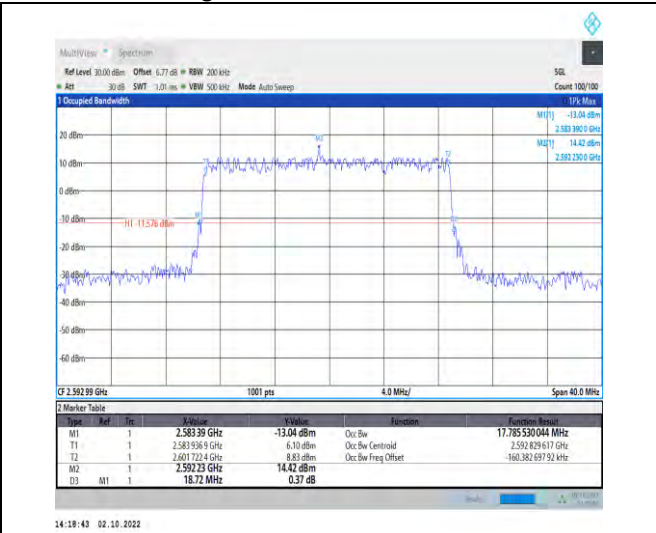 MultiView Spectrum
Ref Level 30.00 dBm Offset 6.77 dB RBW 200 kHz SGL
Att 30 dB SWT 1.01 ms VBW 500 kHz Mode Auto Sweep Count 100/100
1 Occupied Bandwidth 1Pk Max
M1[1] -13.04 dBm
2.583 390 0 GHz
M2[1] 14.42 dBm
2.592 230 0 GHz
20 dBm
M2
T1 T2
10 dBm
0 dBm
M1
-10 dBm
H1 -11.576 dBm
-20 dBm
-30 dBm
-40 dBm
-50 dBm
-60 dBm
CF 2.592 99 GHz 1001 pts 4.0 MHz/ Span 40.0 MHz
2 Marker Table
Type Ref Trc X-Value Y-Value Function Function Result
M1 1 2.583 39 GHz -13.04 dBm Occ Bw 17.785 530 044 MHz
T1 1 2.583 936 9 GHz 6.10 dBm Occ Bw Centroid 2.592 829 617 GHz
T2 1 2.601 722 4 GHz 8.83 dBm Occ Bw Freq Offset -160.382 697 92 kHz
M2 1 2.592 23 GHz 14.42 dBm
D3 M1 1 18.72 MHz 0.37 dB
14:18:43 02.10.2022